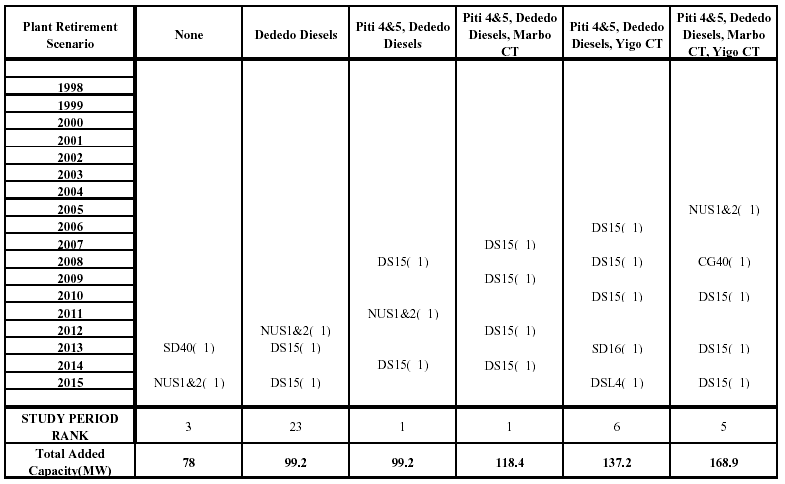 Plant Retirement Scenario | None | Dededo Diesels | Piti 4&5, Dededo Diesels | Piti 4&5, Dededo Diesels, Marbo CT | Piti 4&5, Dededo Diesels, Yigo CT | Piti 4&5, Dededo Diesels, Marbo CT, Yigo CT
1998
1999
2000
2001
2002
2003
2004
2005 NUS1&2( 1)
2006 DS15( 1)
2007 DS15( 1)
2008 DS15( 1) DS15( 1) CG40( 1)
2009 DS15( 1)
2010 DS15( 1) DS15( 1)
2011 NUS1&2( 1)
2012 NUS1&2( 1) DS15( 1)
2013 SD40( 1) DS15( 1) SD16( 1) DS15( 1)
2014 DS15( 1) DS15( 1)
2015 NUS1&2( 1) DS15( 1) DSL4( 1) DS15( 1)
STUDY PERIOD RANK 3 23 1 1 6 5
Total Added Capacity(MW) 78 99.2 99.2 118.4 137.2 168.9